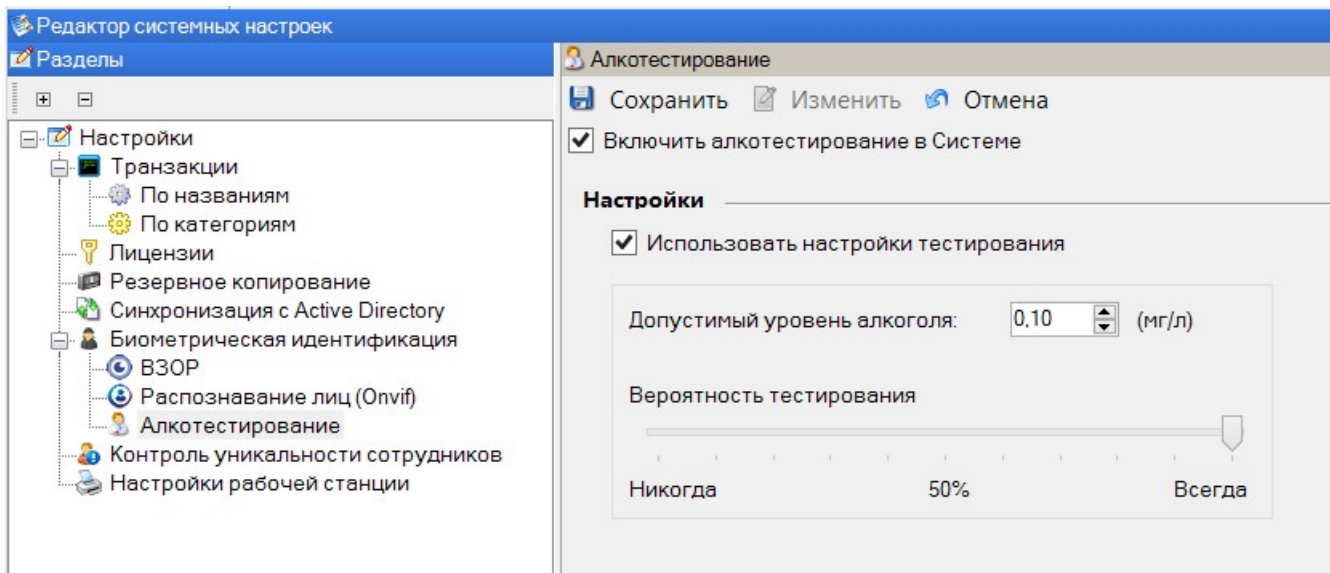 Редактор системных настроек
Разделы
Настройки
Транзакции
По названиям
По категориям
Лицензии
Резервное копирование
Синхронизация с Active Directory
Биометрическая идентификация
ВЗОР
Распознавание лиц (Onvif)
Алкотестирование
Контроль уникальности сотрудников
Настройки рабочей станции
Алкотестирование
Сохранить Изменить Отмена
Включить алкотестирование в Системе
Настройки
Использовать настройки тестирования
Допустимый уровень алкоголя: 0,10 (мг/л)
Вероятность тестирования
Никогда 50% Всегда